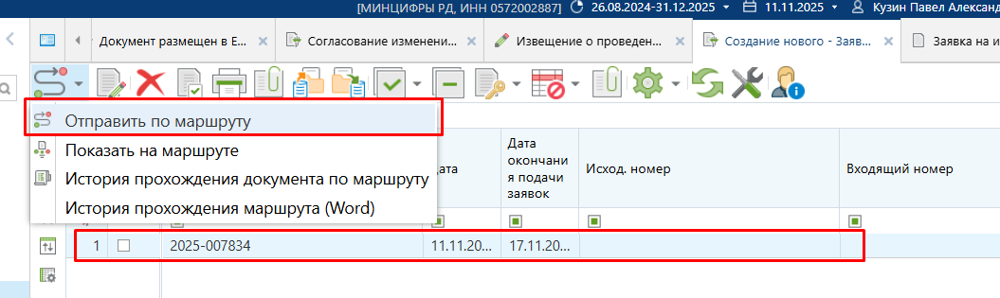 [МИНЦИФРЫ РД, ИНН 0572002887] 26.08.2024-31.12.2025 11.11.2025 Кузин Павел Александ
Документ размещен в Е... Согласование изменени... Извещение о проведен... Создание нового - Заяв... Заявка на и
Отправить по маршруту
Показать на маршруте
История прохождения документа по маршруту
История прохождения маршрута (Word)
Дата
Дата окончани
я подачи
заявок
Исход. номер
Входящий номер
1 2025-007834 11.11.20... 17.11.20...